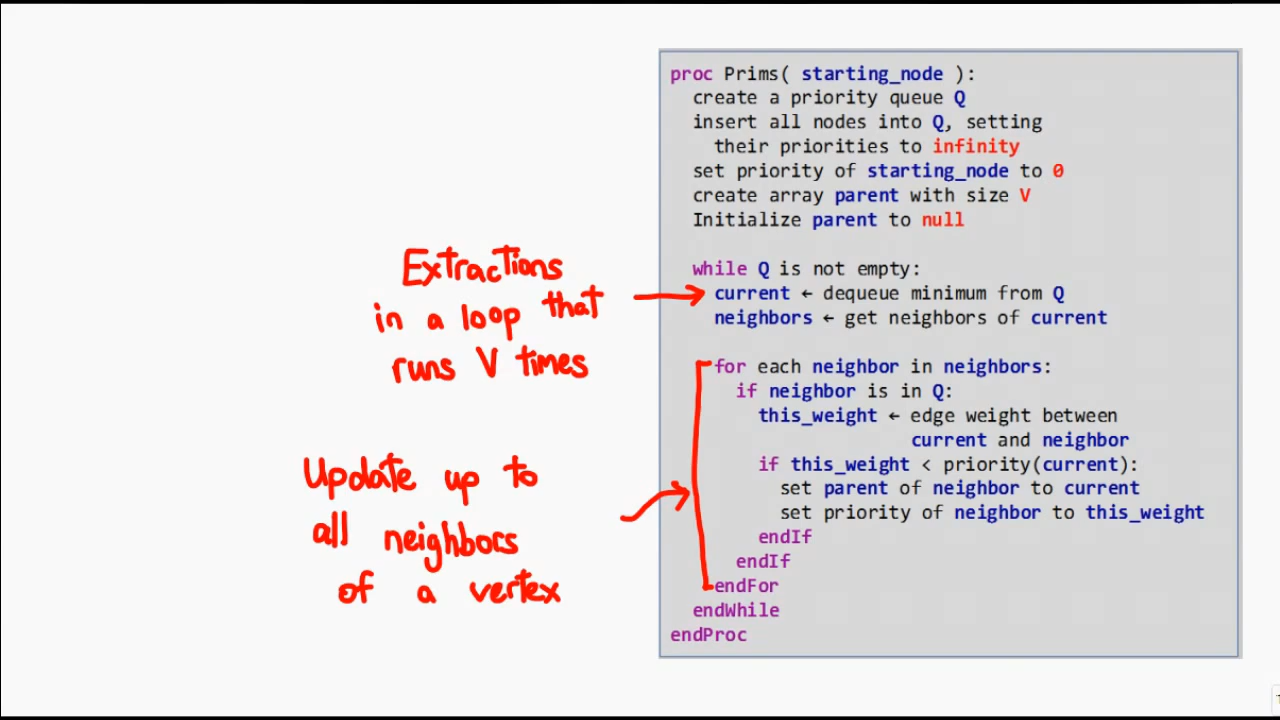 proc Prims( starting_node ):
create a priority queue Q
insert all nodes into Q, setting
their priorities to infinity
set priority of starting_node to 0
create array parent with size V
Initialize parent to null
while Q is not empty:
current ← dequeue minimum from Q
neighbors ← get neighbors of current
for each neighbor in neighbors:
if neighbor is in Q:
this_weight ← edge weight between
current and neighbor
if this_weight < priority(current):
set parent of neighbor to current
set priority of neighbor to this_weight
endIf
endIf
endFor
endWhile
endProc
Extractions
in a loop that
runs V times
Update up to
all neighbors
of a vertex